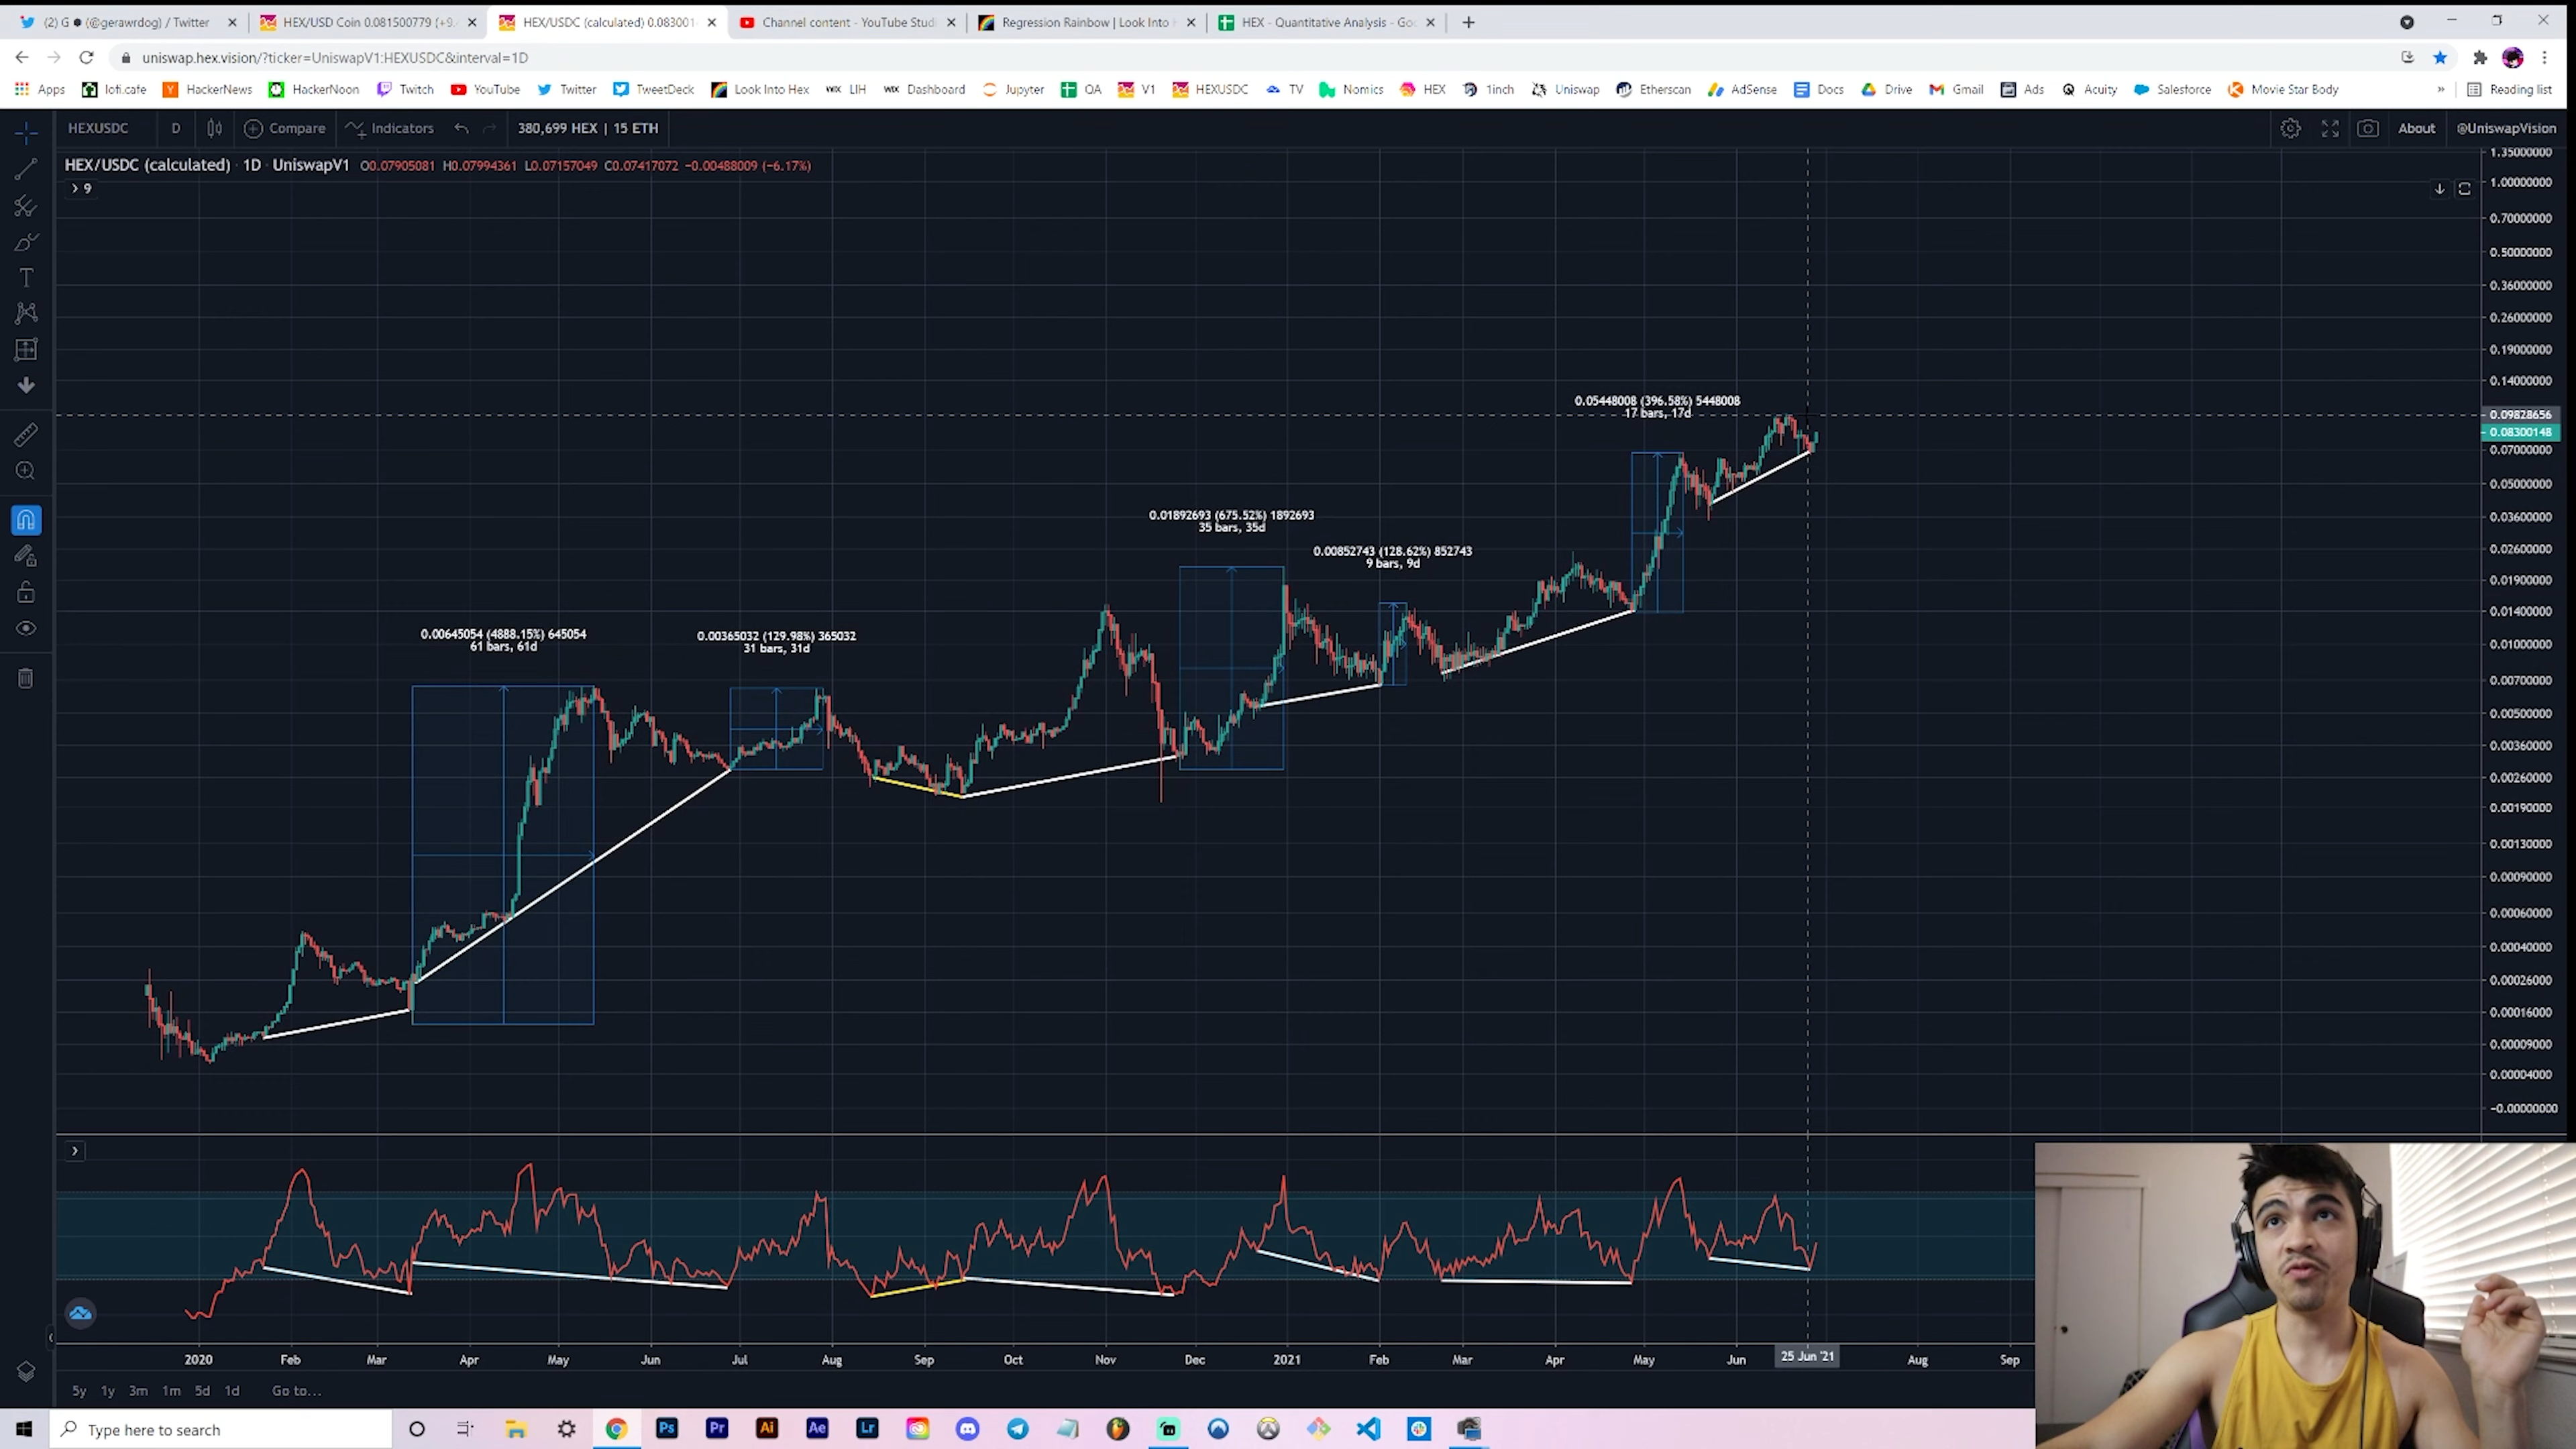 (2) G ● (@gerawrdog) / Twitter
HEX/USD Coin 0.081500779 (+9.
HEX/USDC (calculated) 0.083001
Channel content - YouTube Stud
Regression Rainbow | Look Into
HEX - Quantitative Analysis - Goo
uniswap.hex.vision/?ticker=UniswapV1:HEXUSDC&interval=1D
Apps lofi.cafe HackerNews HackerNoon Twitch YouTube Twitter TweetDeck Look Into Hex WIX LIH WIX Dashboard Jupyter QA V1 HEXUSDC TV Nomics HEX 1inch Uniswap Etherscan AdSense Docs Drive Gmail Ads Acuity Salesforce Movie Star Body » Reading list
HEXUSDC D Compare Indicators 380,699 HEX | 15 ETH About @UniswapVision
HEX/USDC (calculated) · 1D · UniswapV1 O0.07905081 H0.07994361 L0.07157049 C0.07417072 −0.00488009 (−6.17%)
9
1.35000000
1.00000000
0.70000000
0.50000000
0.36000000
0.26000000
0.19000000
0.14000000
0.09828656
0.08300148
0.07000000
0.05000000
0.03600000
0.02600000
0.01900000
0.01400000
0.01000000
0.00700000
0.00500000
0.00360000
0.00260000
0.00190000
0.00130000
0.00090000
0.00060000
0.00040000
0.00026000
0.00016000
0.00009000
0.00004000
−0.00000000
0.05448008 (396.58%) 5448008
17 bars, 17d
0.01892693 (675.52%) 1892693
35 bars, 35d
0.00852743 (128.62%) 852743
9 bars, 9d
0.00645054 (4888.15%) 645054
61 bars, 61d
0.00365032 (129.98%) 365032
31 bars, 31d
2020 Feb Mar Apr May Jun Jul Aug Sep Oct Nov Dec 2021 Feb Mar Apr May Jun 25 Jun '21 Aug Sep
5y 1y 3m 1m 5d 1d Go to...
Type here to search
Ps Pr Ai Ae Lr